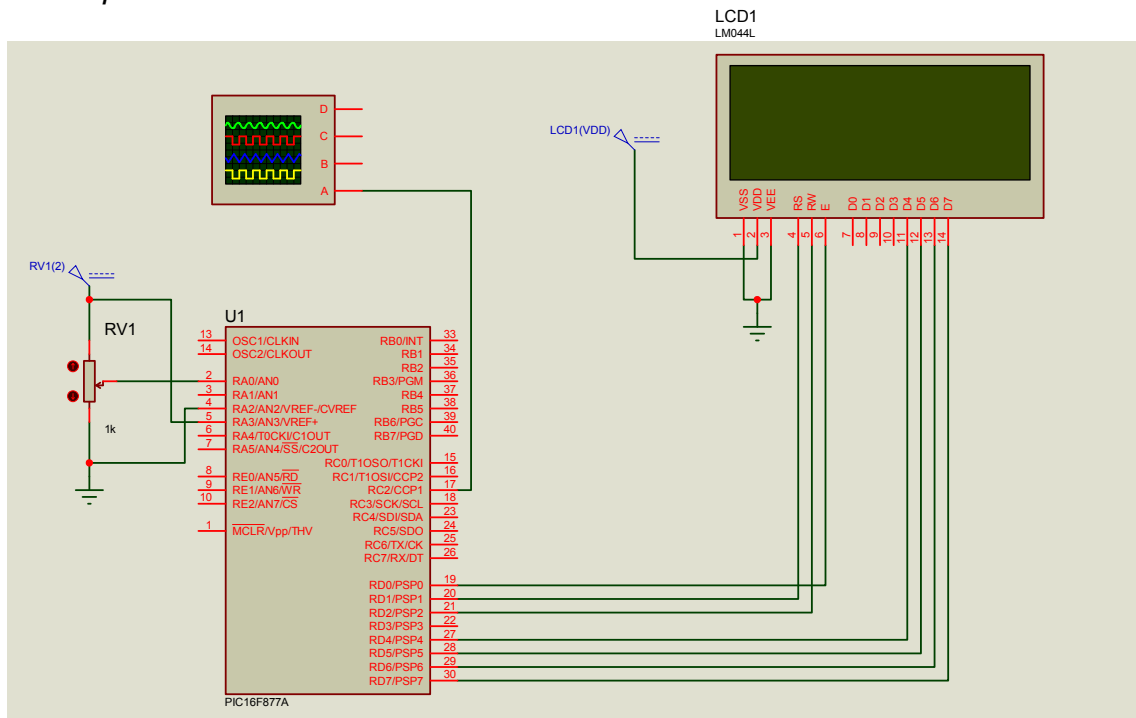 LCD1
LM044L
D
C
B
A
LCD1(VDD)
VSS
VDD
VEE
RS
RW
E
D0
D1
D2
D3
D4
D5
D6
D7
1
2
3
4
5
6
7
8
9
10
11
12
13
14
RV1(2)
RV1
1k
U1
13 OSC1/CLKIN
14 OSC2/CLKOUT
2 RA0/AN0
3 RA1/AN1
4 RA2/AN2/VREF-/CVREF
5 RA3/AN3/VREF+
6 RA4/T0CKI/C1OUT
7 RA5/AN4/SS/C2OUT
8 RE0/AN5/RD
9 RE1/AN6/WR
10 RE2/AN7/CS
1 MCLR/Vpp/THV
RB0/INT 33
RB1 34
RB2 35
RB3/PGM 36
RB4 37
RB5 38
RB6/PGC 39
RB7/PGD 40
RC0/T1OSO/T1CKI 15
RC1/T1OSI/CCP2 16
RC2/CCP1 17
RC3/SCK/SCL 18
RC4/SDI/SDA 23
RC5/SDO 24
RC6/TX/CK 25
RC7/RX/DT 26
RD0/PSP0 19
RD1/PSP1 20
RD2/PSP2 21
RD3/PSP3 22
RD4/PSP4 27
RD5/PSP5 28
RD6/PSP6 29
RD7/PSP7 30
PIC16F877A